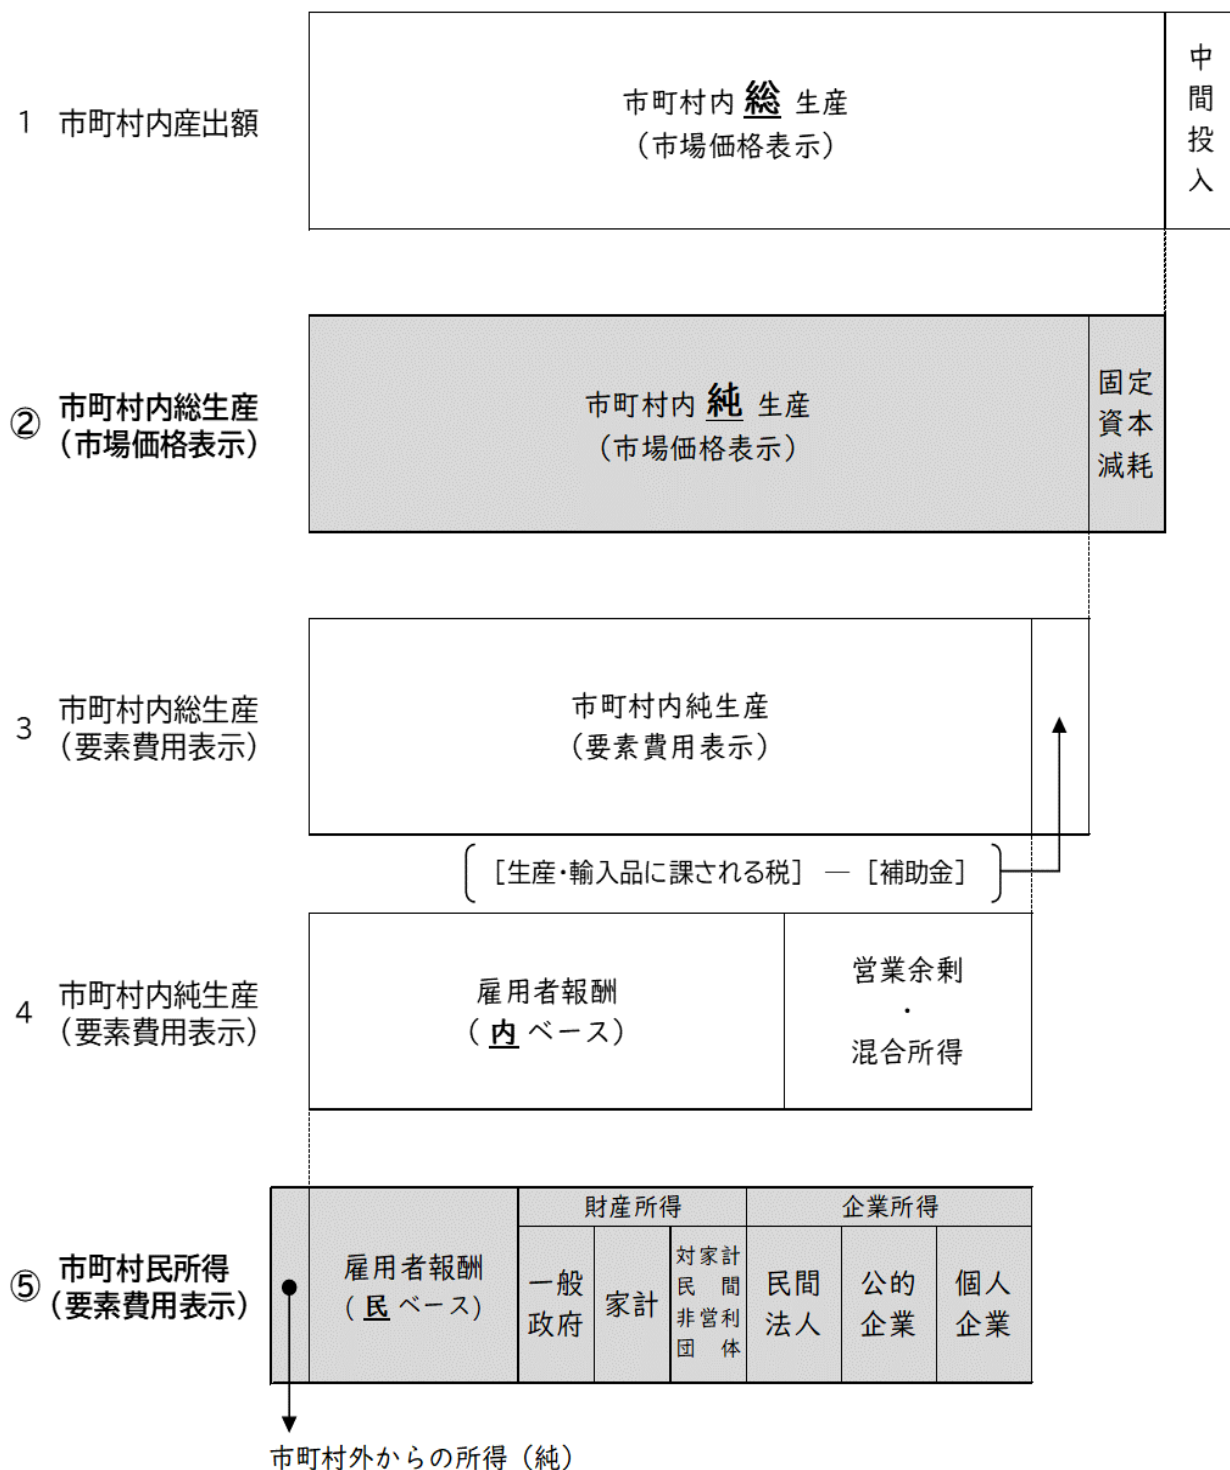 1 市町村内産出額
市町村内 総 生産
(市場価格表示)
中
間
投
入
② 市町村内総生産
(市場価格表示)
市町村内 純 生産
(市場価格表示)
固定
資本
減耗
3 市町村内総生産
(要素費用表示)
市町村内純生産
(要素費用表示)
[生産・輸入品に課される税] ― [補助金]
4 市町村内純生産
(要素費用表示)
雇用者報酬
(内ベース)
営業余剰
・
混合所得
⑤ 市町村民所得
(要素費用表示)
雇用者報酬
(民ベース)
財産所得
一般
政府
家計
対家計
民間
非営利
団体
企業所得
民間
法人
公的
企業
個人
企業
市町村外からの所得(純)